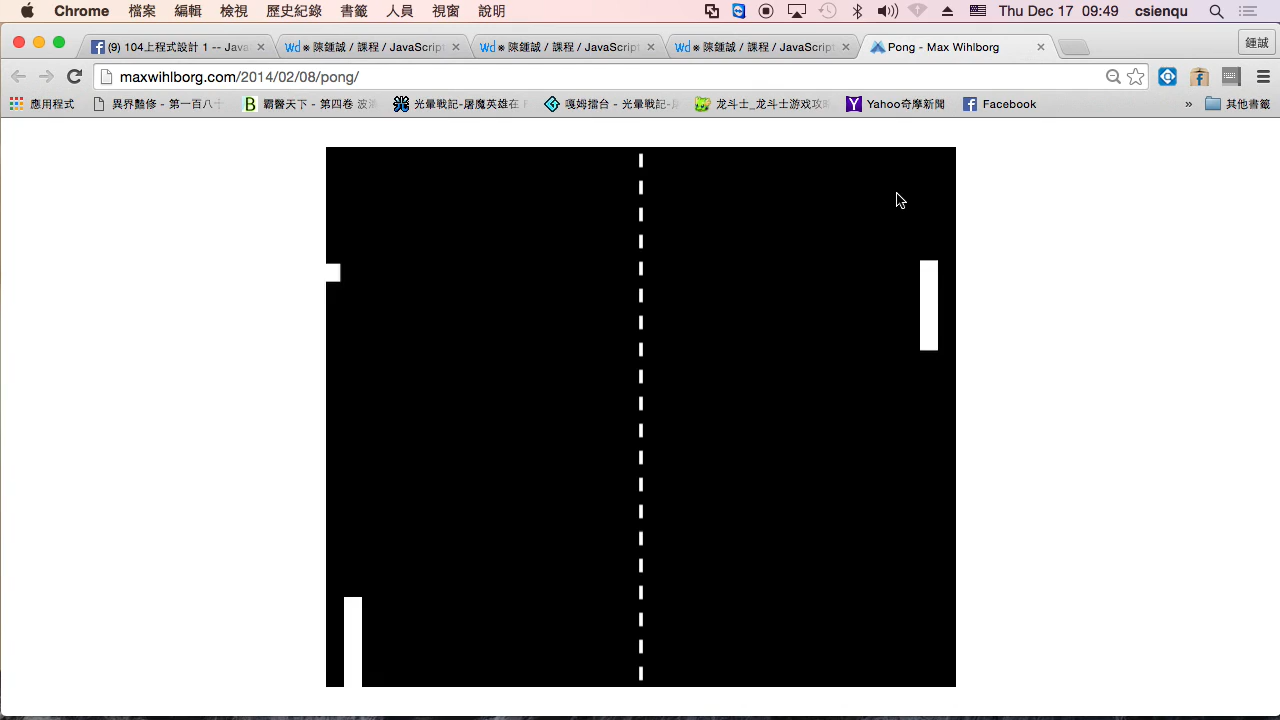 Chrome 檔案 編輯 檢視 歷史紀錄 書籤 人員 視窗 說明 Thu Dec 17 09:49 csienqu
(9) 104上程式設計 1 -- Java 陳鍾誠 / 課程 / JavaScript 陳鍾誠 / 課程 / JavaScript 陳鍾誠 / 課程 / JavaScript Pong - Max Wihlborg 鍾誠
maxwihlborg.com/2014/02/08/pong/
應用程式 異界豔修 - 第一百八十 霸醫天下 - 第四卷 光暈戰記-屠魔英雄 嘎姆擂台 - 光暈戰記- 龙斗士_龙斗士游戏攻 Yahoo奇摩新聞 Facebook » 其他書籤